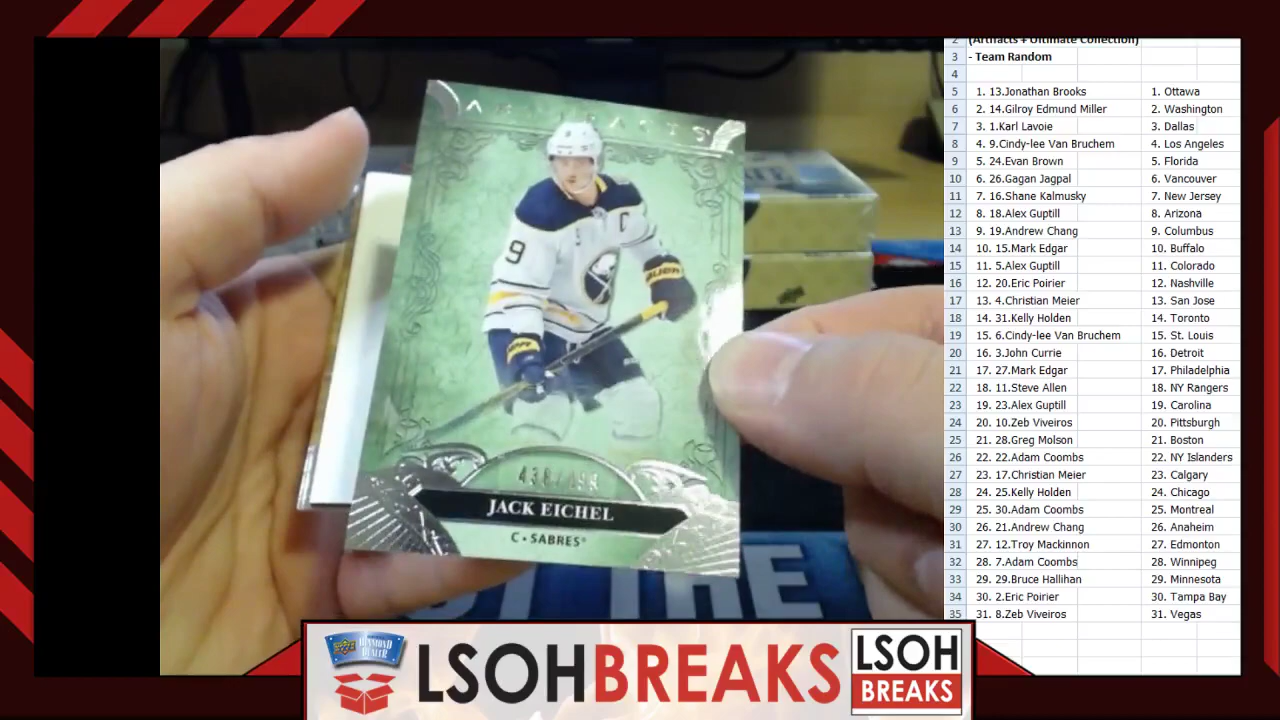 (Artifacts + Ultimate Collection)
2
3 - Team Random
4
5 1. 13.Jonathan Brooks 1. Ottawa
6 2. 14.Gilroy Edmund Miller 2. Washington
7 3. 1.Karl Lavoie 3. Dallas
8 4. 9.Cindy-lee Van Bruchem 4. Los Angeles
9 5. 24.Evan Brown 5. Florida
10 6. 26.Gagan Jagpal 6. Vancouver
11 7. 16.Shane Kalmusky 7. New Jersey
12 8. 18.Alex Guptill 8. Arizona
13 9. 19.Andrew Chang 9. Columbus
14 10. 15.Mark Edgar 10. Buffalo
15 11. 5.Alex Guptill 11. Colorado
16 12. 20.Eric Poirier 12. Nashville
17 13. 4.Christian Meier 13. San Jose
18 14. 31.Kelly Holden 14. Toronto
19 15. 6.Cindy-lee Van Bruchem 15. St. Louis
20 16. 3.John Currie 16. Detroit
21 17. 27.Mark Edgar 17. Philadelphia
22 18. 11.Steve Allen 18. NY Rangers
23 19. 23.Alex Guptill 19. Carolina
24 20. 10.Zeb Viveiros 20. Pittsburgh
25 21. 28.Greg Molson 21. Boston
26 22. 22.Adam Coombs 22. NY Islanders
27 23. 17.Christian Meier 23. Calgary
28 24. 25.Kelly Holden 24. Chicago
29 25. 30.Adam Coombs 25. Montreal
30 26. 21.Andrew Chang 26. Anaheim
31 27. 12.Troy Mackinnon 27. Edmonton
32 28. 7.Adam Coombs 28. Winnipeg
33 29. 29.Bruce Hallihan 29. Minnesota
34 30. 2.Eric Poirier 30. Tampa Bay
35 31. 8.Zeb Viveiros 31. Vegas
ARTIFACTS
9
C
9
JACK EICHEL
C • SABRES
THE
UPPER DECK
DIAMOND
DEALER
LSOHBREAKS
LSOH
BREAKS